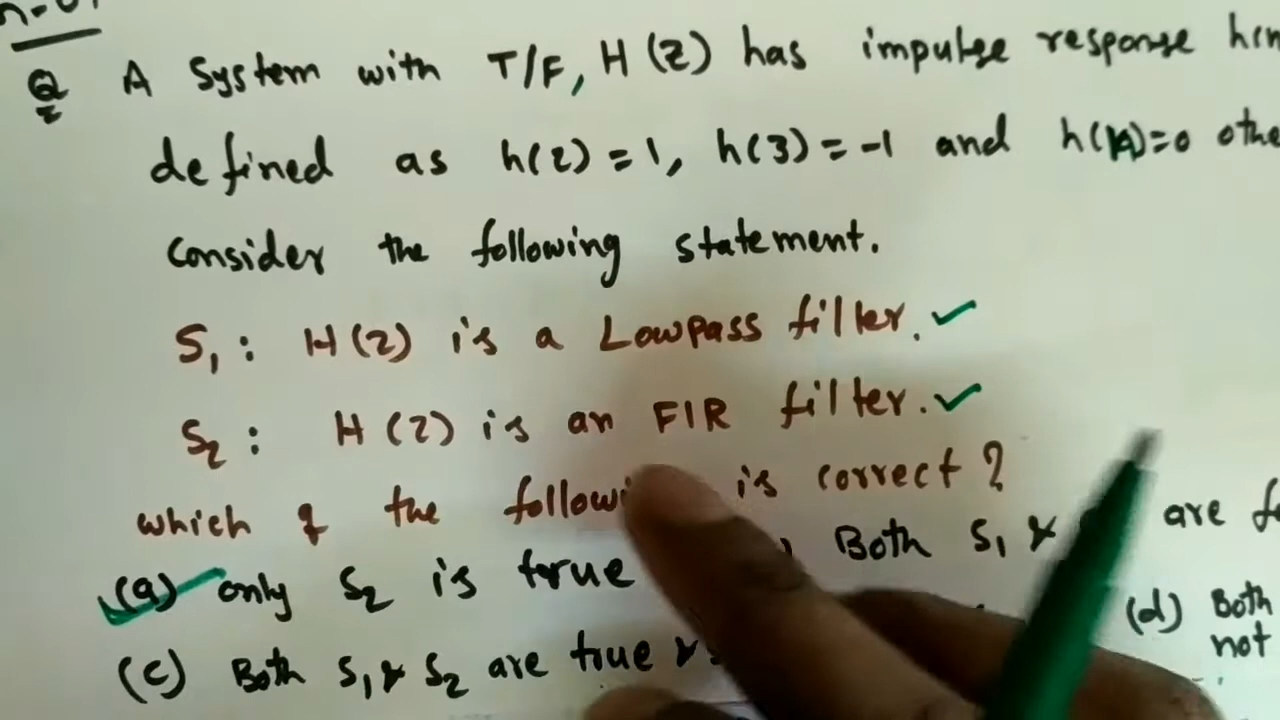 Q A System with T/F, H(z) has impulse response
defined as h(2)=1, h(3)=-1 and h(k)=0
Consider the following statement.
S1: H(z) is a Lowpass filter. ✓
S2: H(z) is an FIR filter. ✓
which of the is correct?
(a) only S2 is true Both S1 & are
(c) Both S1 & S2 are true (d) Both
not